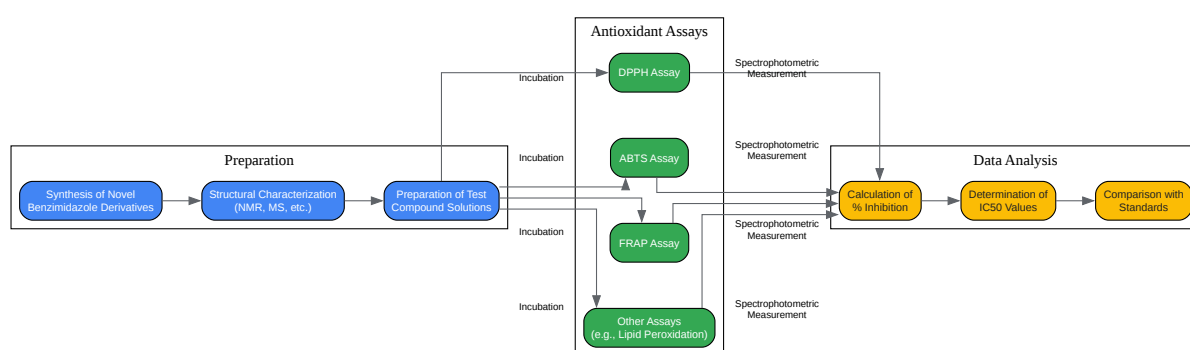 Preparation
Synthesis of Novel
Benzimidazole Derivatives
Structural Characterization
(NMR, MS, etc.)
Preparation of Test
Compound Solutions
Incubation
Incubation
Incubation
Incubation
Antioxidant Assays
DPPH Assay
ABTS Assay
FRAP Assay
Other Assays
(e.g., Lipid Peroxidation)
Spectrophotometric
Measurement
Spectrophotometric
Measurement
Spectrophotometric
Measurement
Spectrophotometric
Measurement
Data Analysis
Calculation of
% Inhibition
Determination of
IC50 Values
Comparison with
Standards